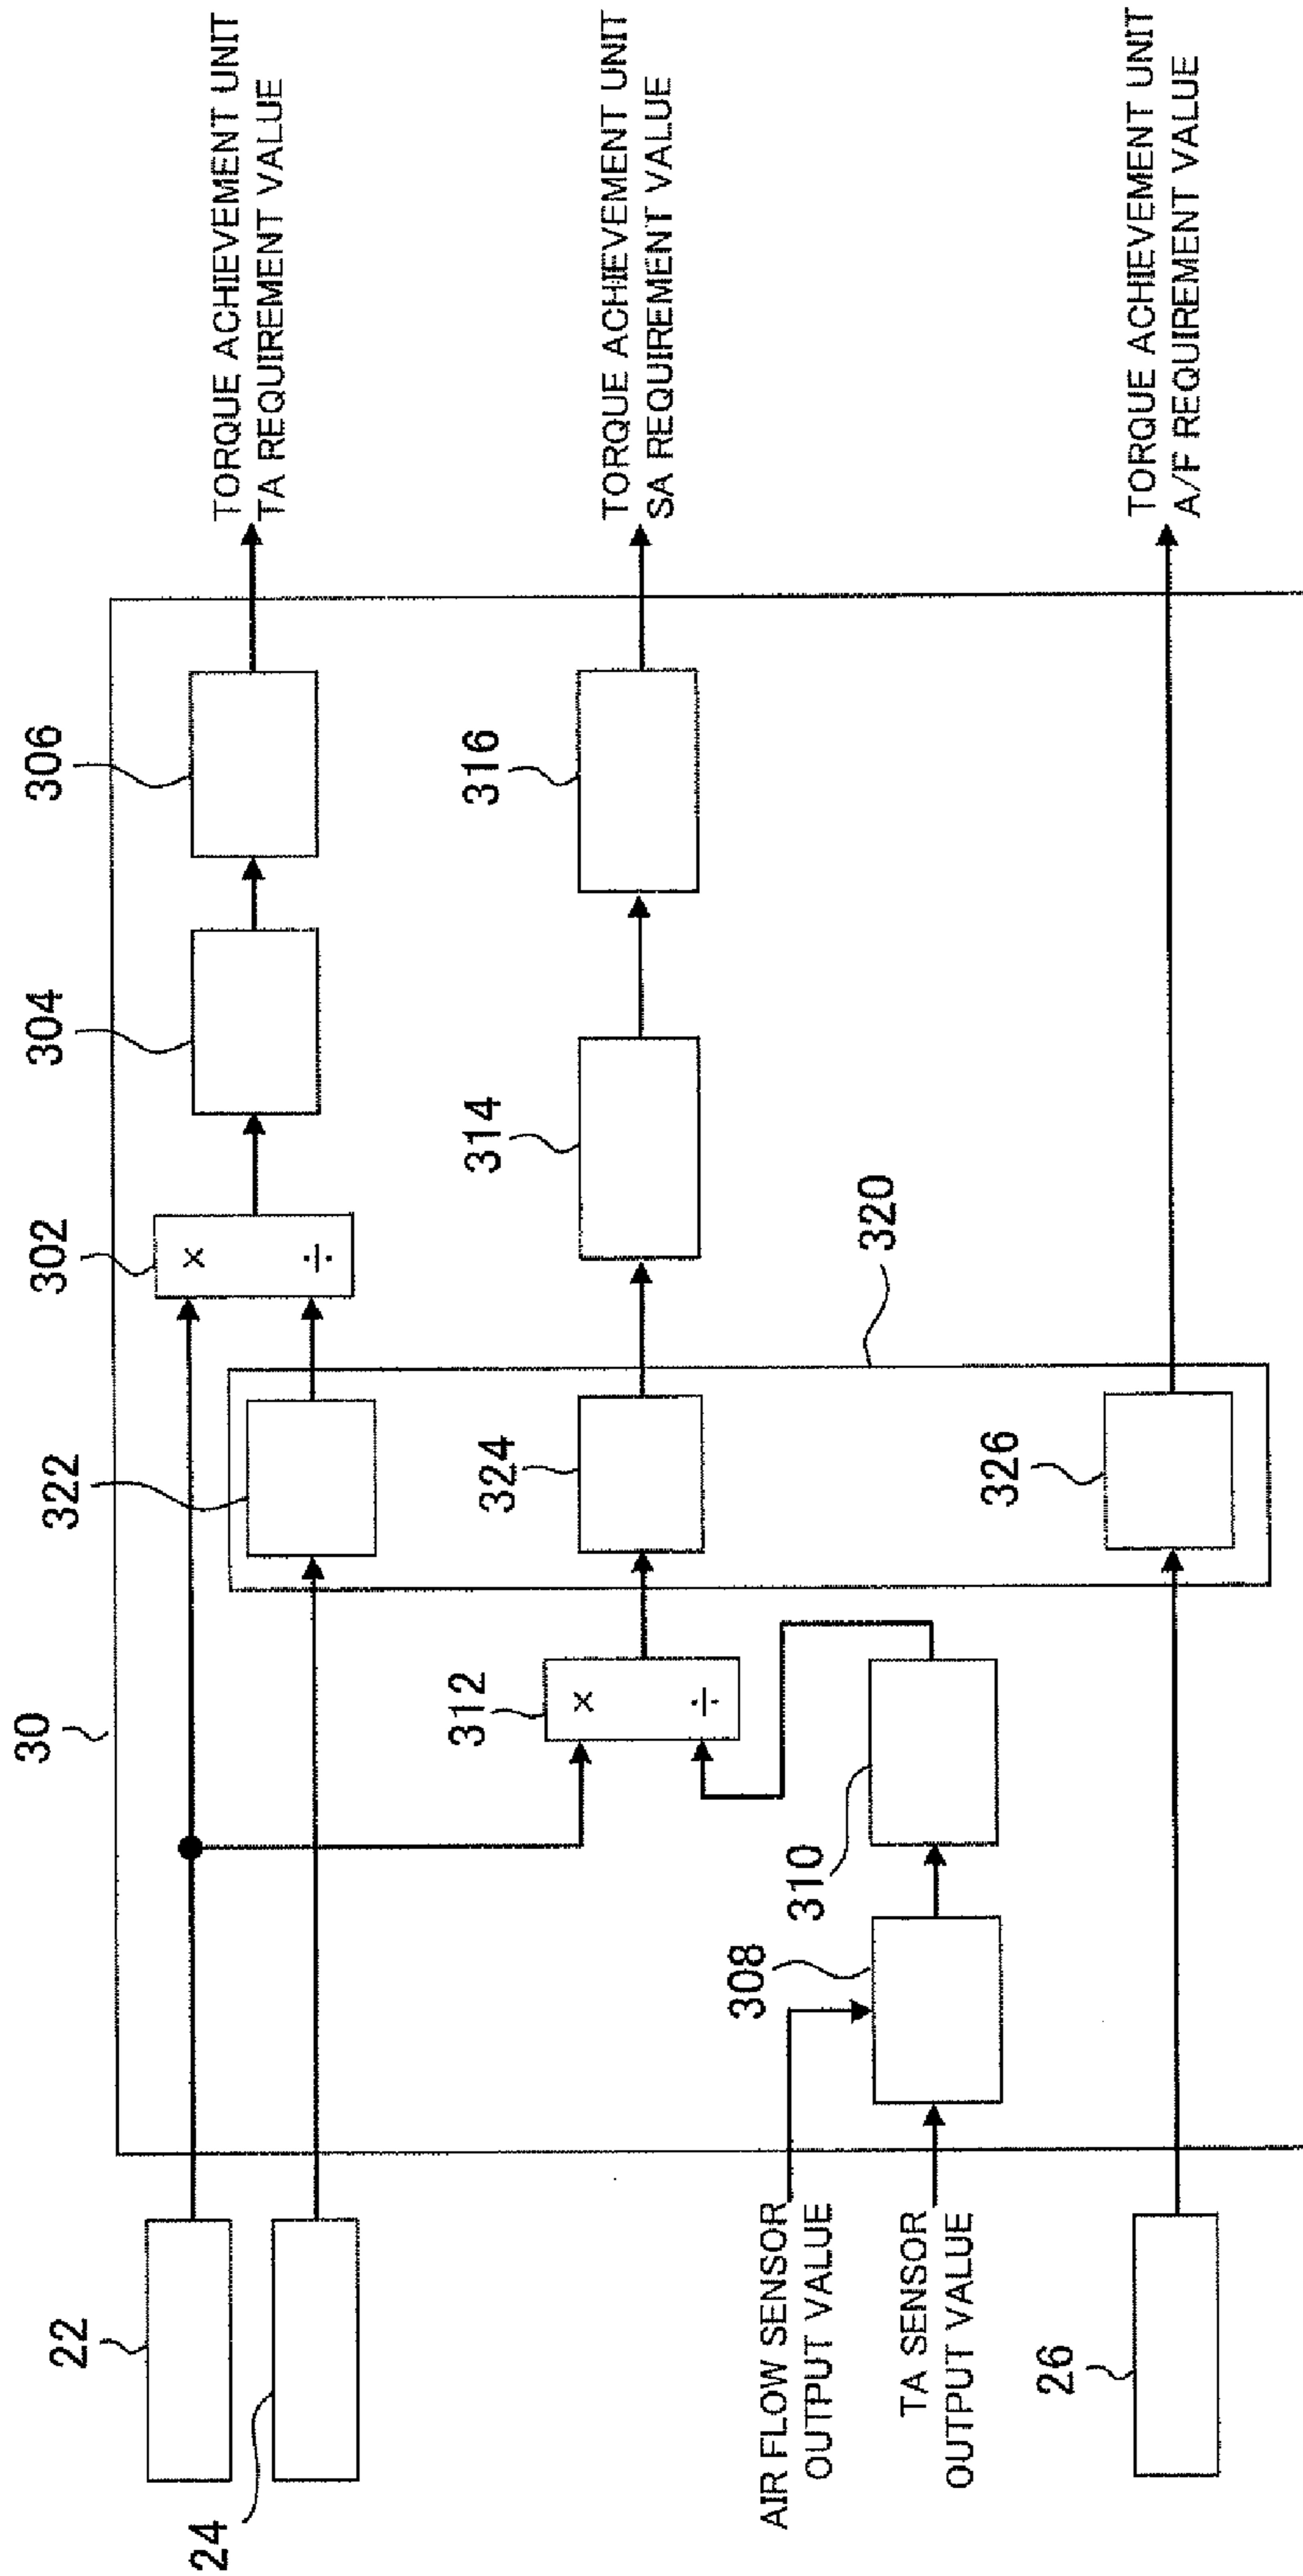 22
24
30
322
302
×
÷
304
306
TORQUE ACHIEVEMENT UNIT
TA REQUIREMENT VALUE
312
×
÷
324
314
316
TORQUE ACHIEVEMENT UNIT
SA REQUIREMENT VALUE
320
AIR FLOW SENSOR
OUTPUT VALUE
308
310
TA SENSOR
OUTPUT VALUE
26
326
TORQUE ACHIEVEMENT UNIT
A/F REQUIREMENT VALUE